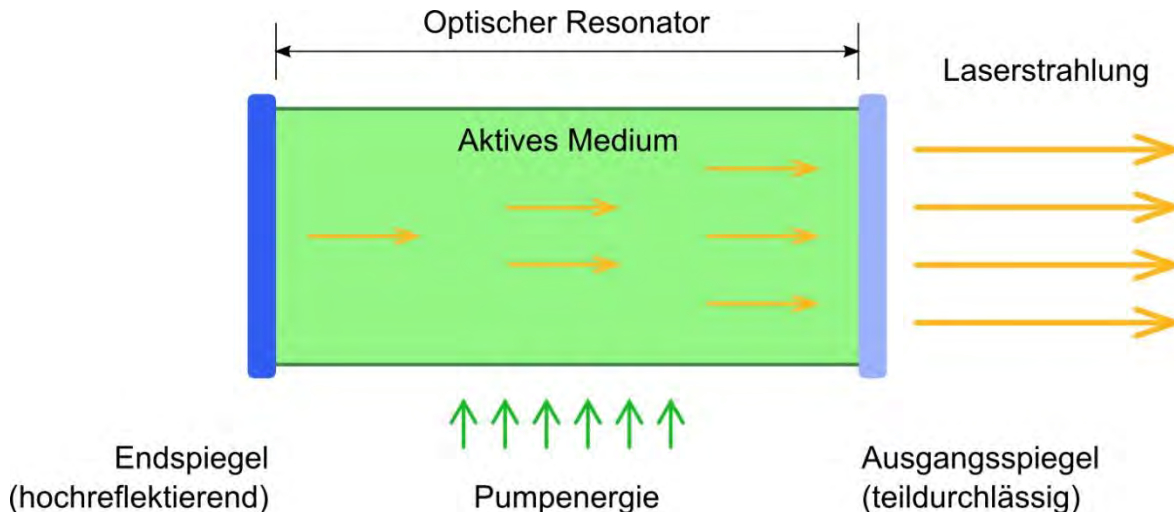 Optischer Resonator
Laserstrahlung
Aktives Medium
Endspiegel
(hochreflektierend)
Pumpenergie
Ausgangsspiegel
(teildurchlässig)